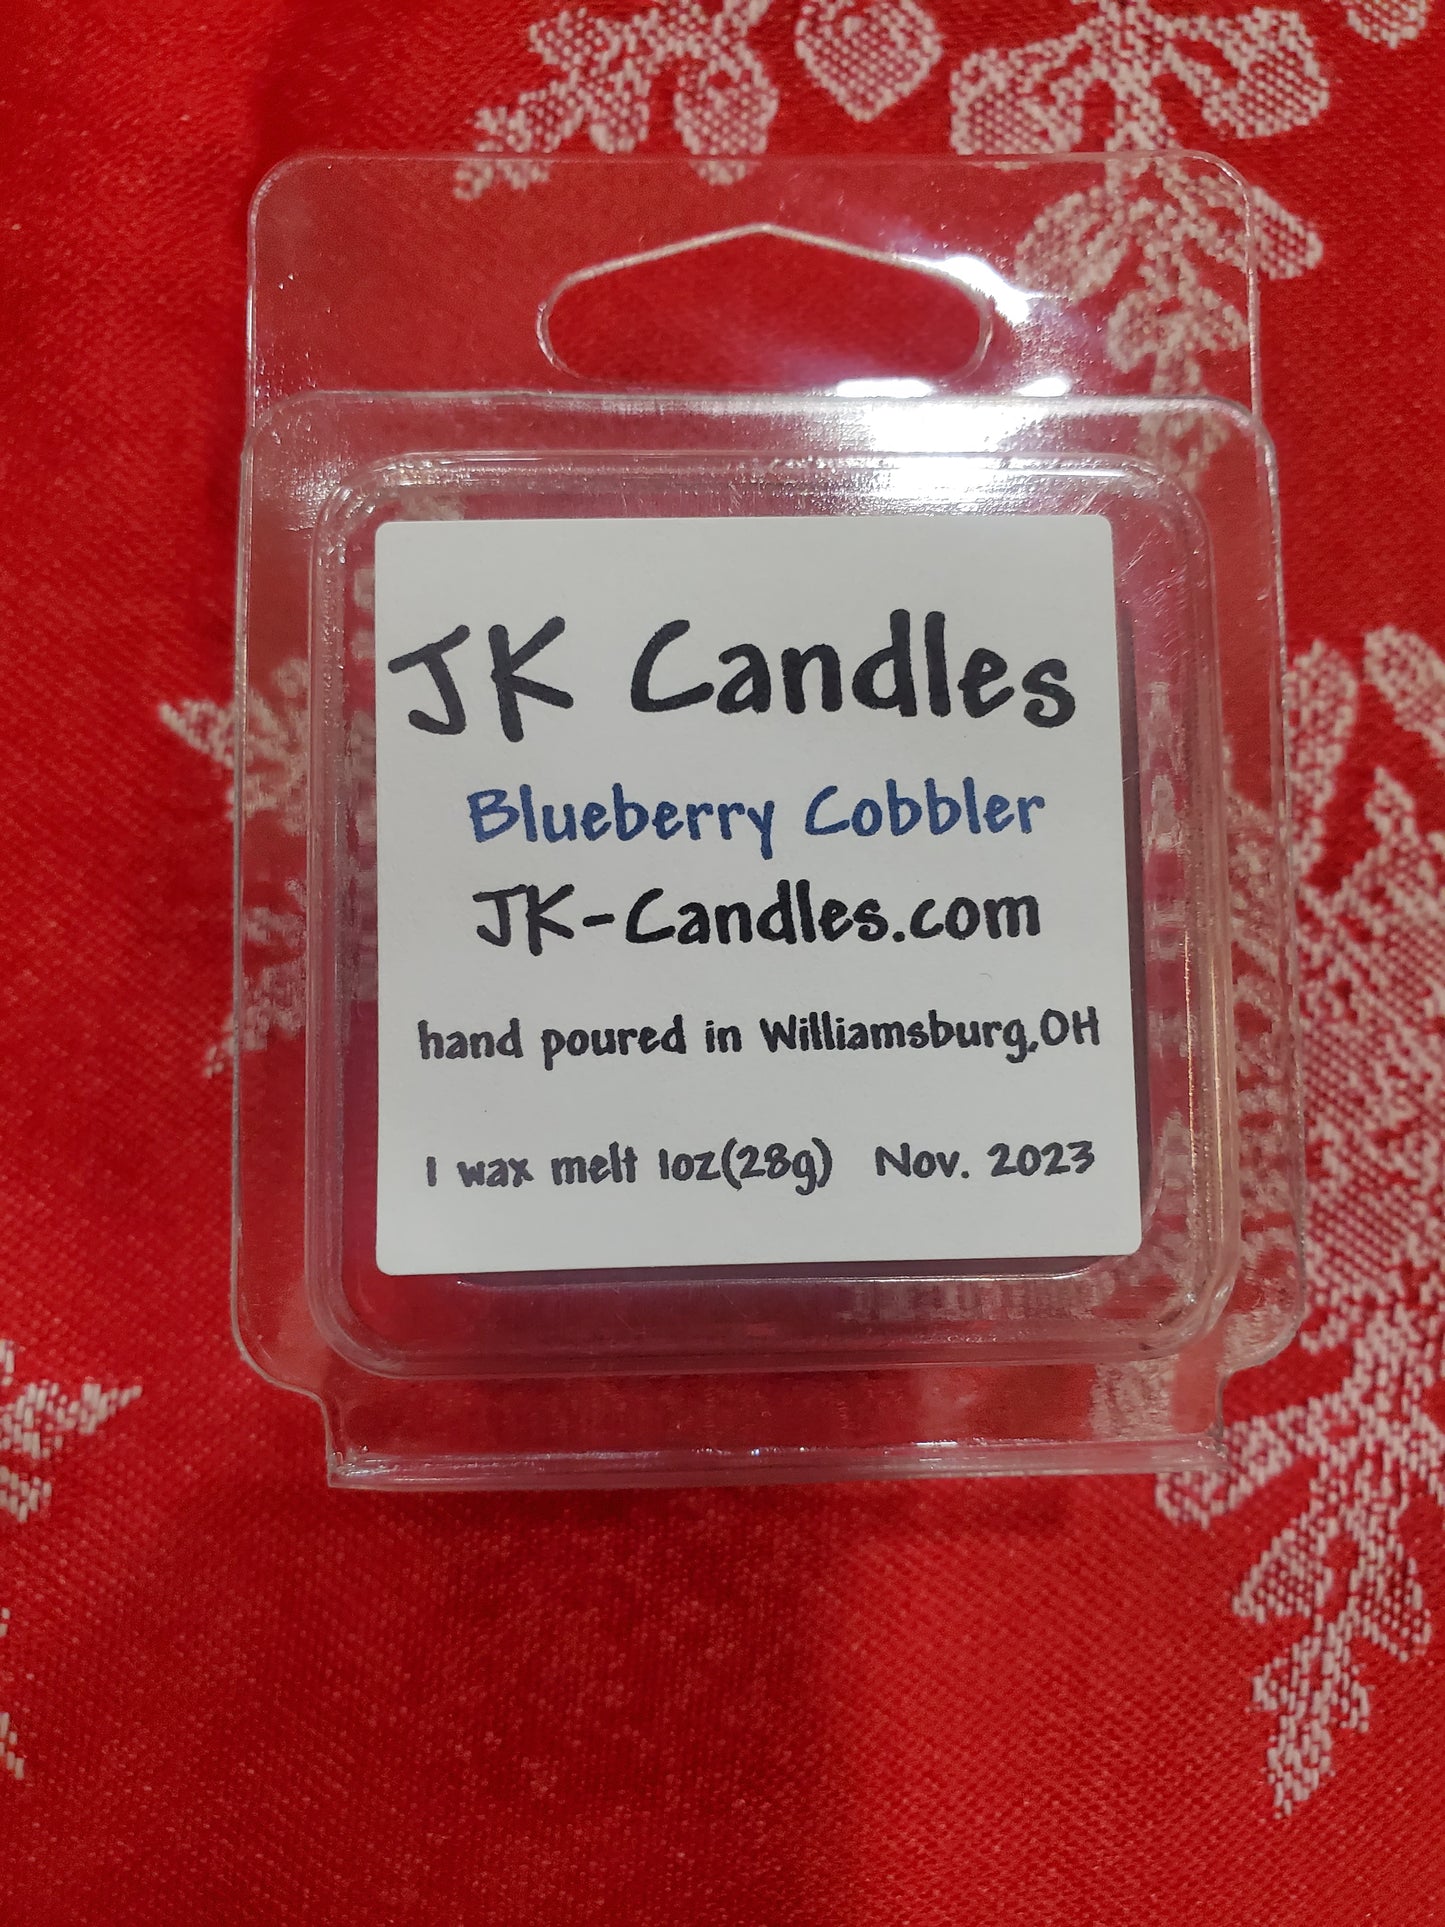 JK Candles
Blueberry Cobbler
JK-Candles.com
hand poured in Williamsburg,OH
1 wax melt 1oz(28g) Nov. 2023